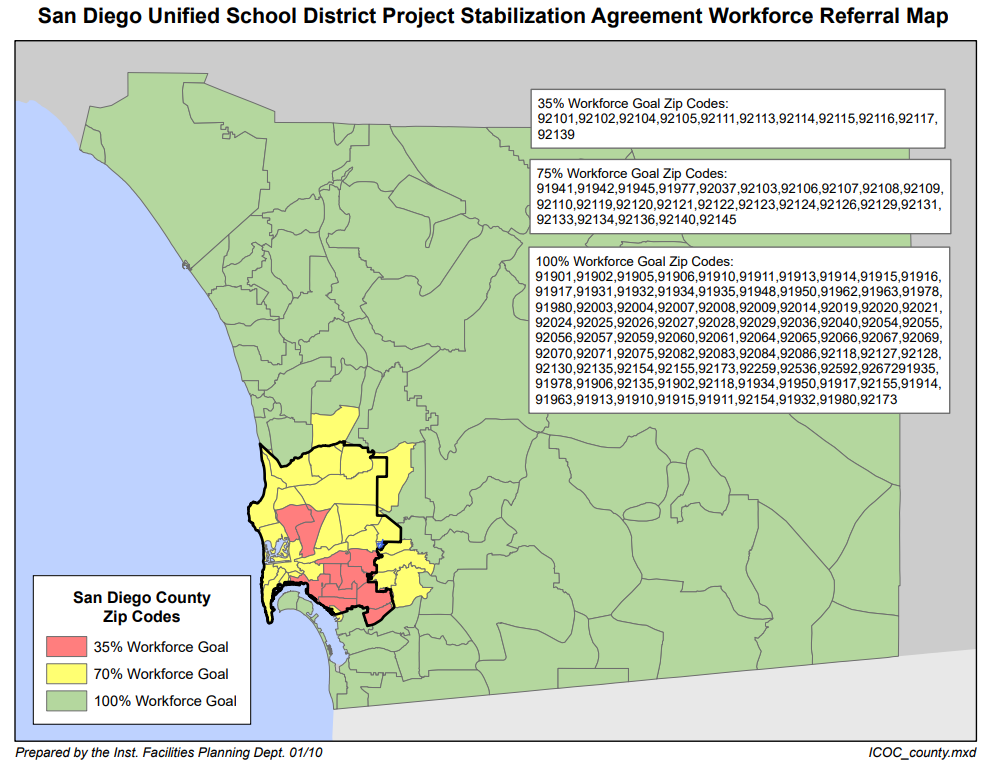 San Diego Unified School District Project Stabilization Agreement Workforce Referral Map
35% Workforce Goal Zip Codes:
92101,92102,92104,92105,92111,92113,92114,92115,92116,92117,
92139
75% Workforce Goal Zip Codes:
91941,91942,91945,91977,92037,92103,92106,92107,92108,92109,
92110,92119,92120,92121,92122,92123,92124,92126,92129,92131,
92133,92134,92136,92140,92145
100% Workforce Goal Zip Codes:
91901,91902,91905,91906,91910,91911,91913,91914,91915,91916,
91917,91931,91932,91934,91935,91948,91950,91962,91963,91978,
91980,92003,92004,92007,92008,92009,92014,92019,92020,92021,
92024,92025,92026,92027,92028,92029,92036,92040,92054,92055,
92056,92057,92059,92060,92061,92064,92065,92066,92067,92069,
92070,92071,92075,92082,92083,92084,92086,92118,92127,92128,
92130,92135,92154,92155,92173,92259,92536,92592,9267291935,
91978,91906,92135,91902,92118,91934,91950,91917,92155,91914,
91963,91913,91910,91915,91911,92154,91932,91980,92173
San Diego County
Zip Codes
35% Workforce Goal
70% Workforce Goal
100% Workforce Goal
Prepared by the Inst. Facilities Planning Dept. 01/10
ICOC_county.mxd